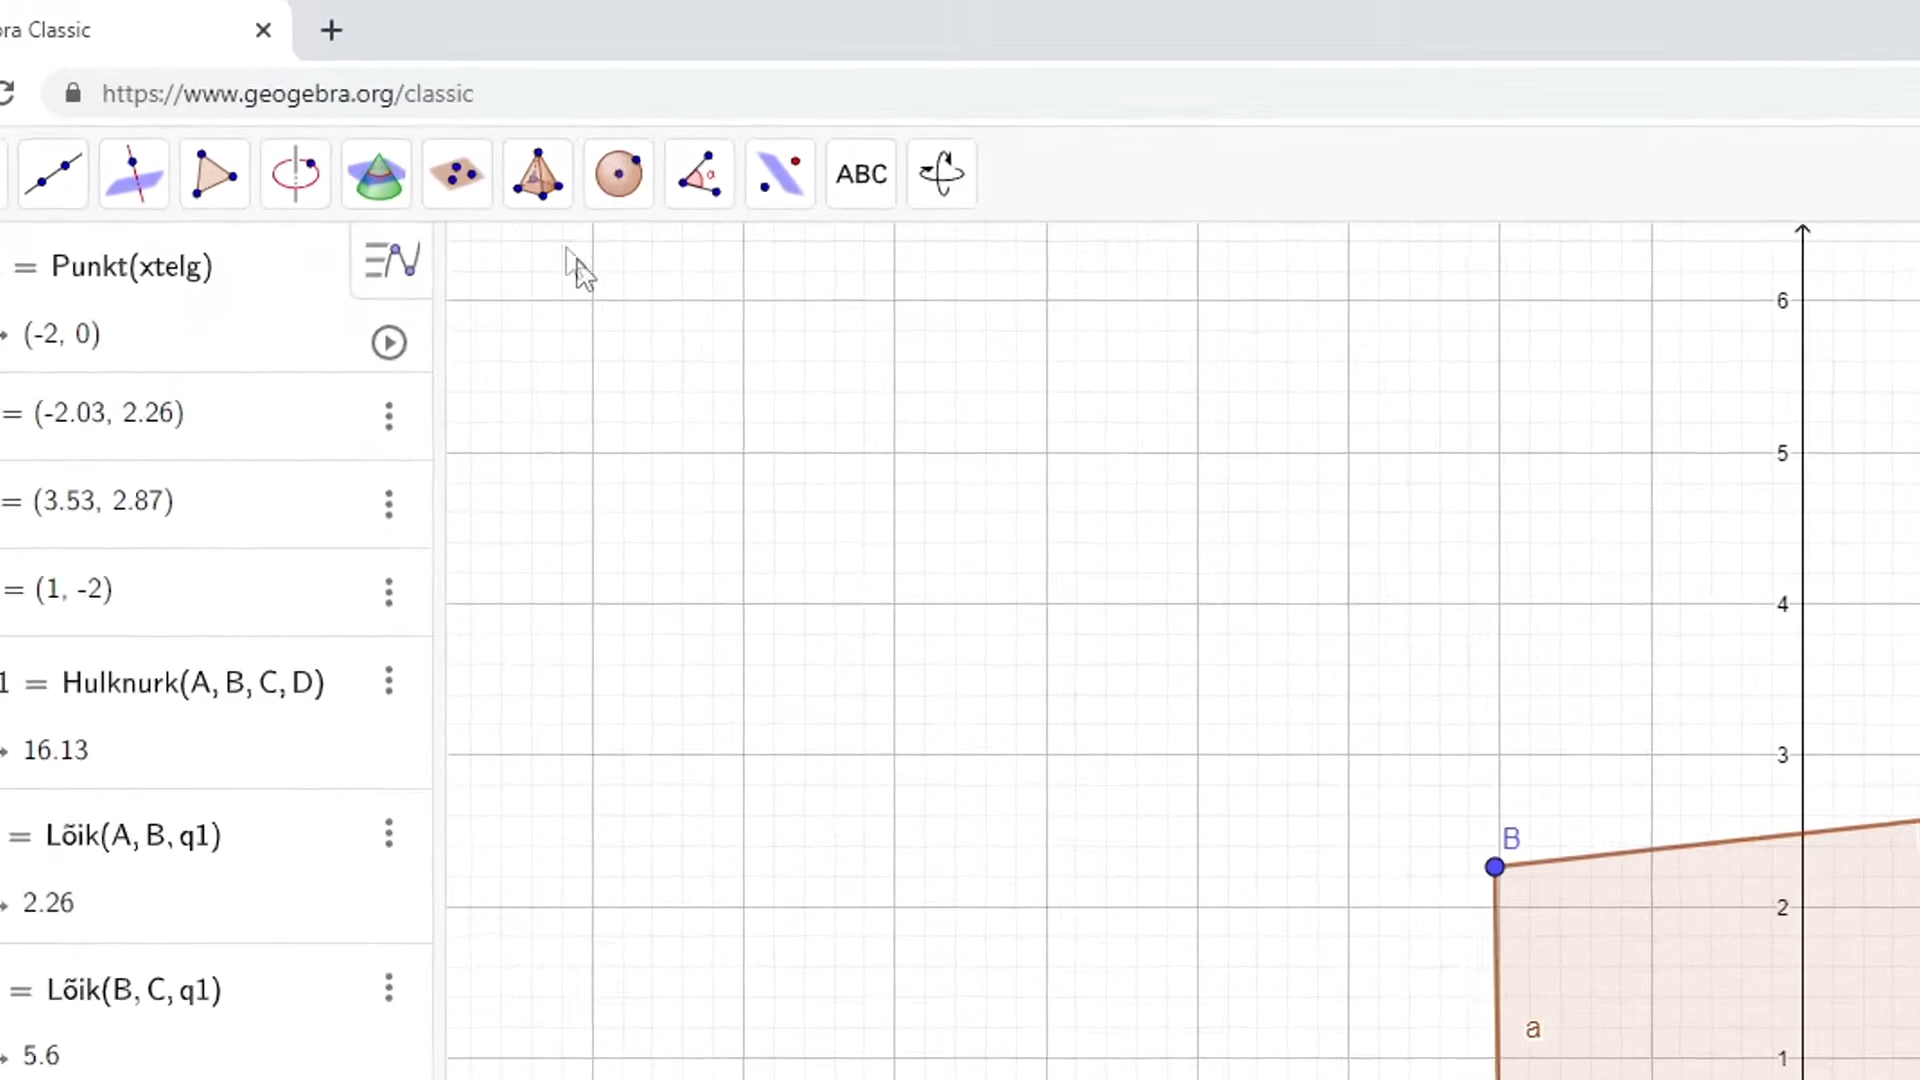 ora Classic
https://www.geogebra.org/classic
α
ABC
= Punkt(xtelg)
(-2, 0)
= (-2.03, 2.26)
= (3.53, 2.87)
= (1, -2)
1 = Hulknurk(A, B, C, D)
16.13
= Lõik(A, B, q1)
2.26
= Lõik(B, C, q1)
5.6
6
5
4
3
B
2
a
1